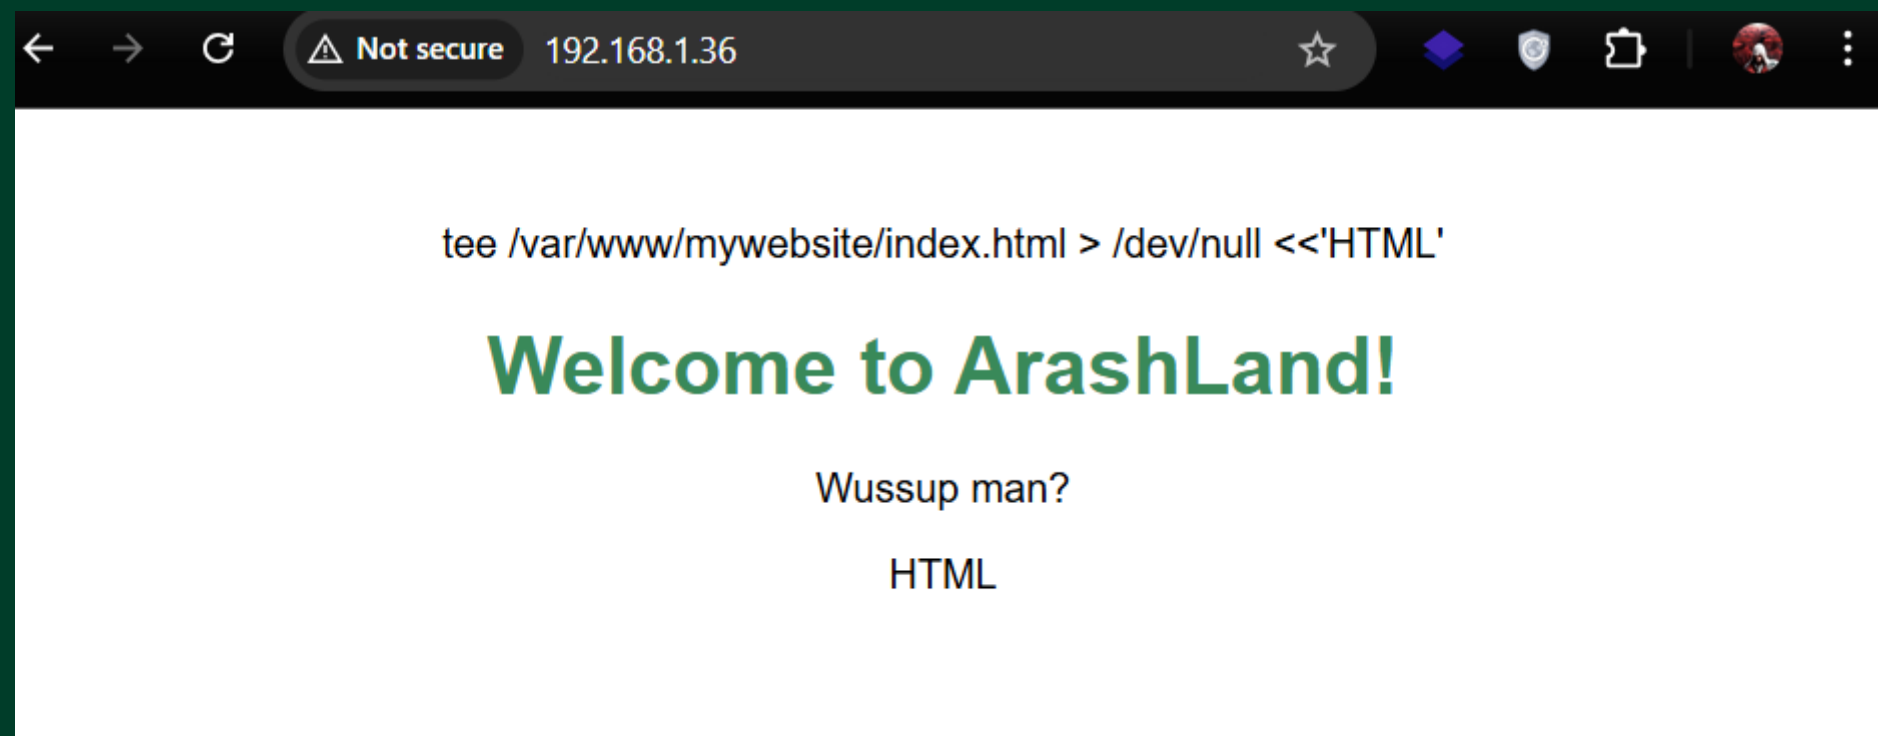 Not secure 192.168.1.36
tee /var/www/mywebsite/index.html > /dev/null <<'HTML'
Welcome to ArashLand!
Wussup man?
HTML